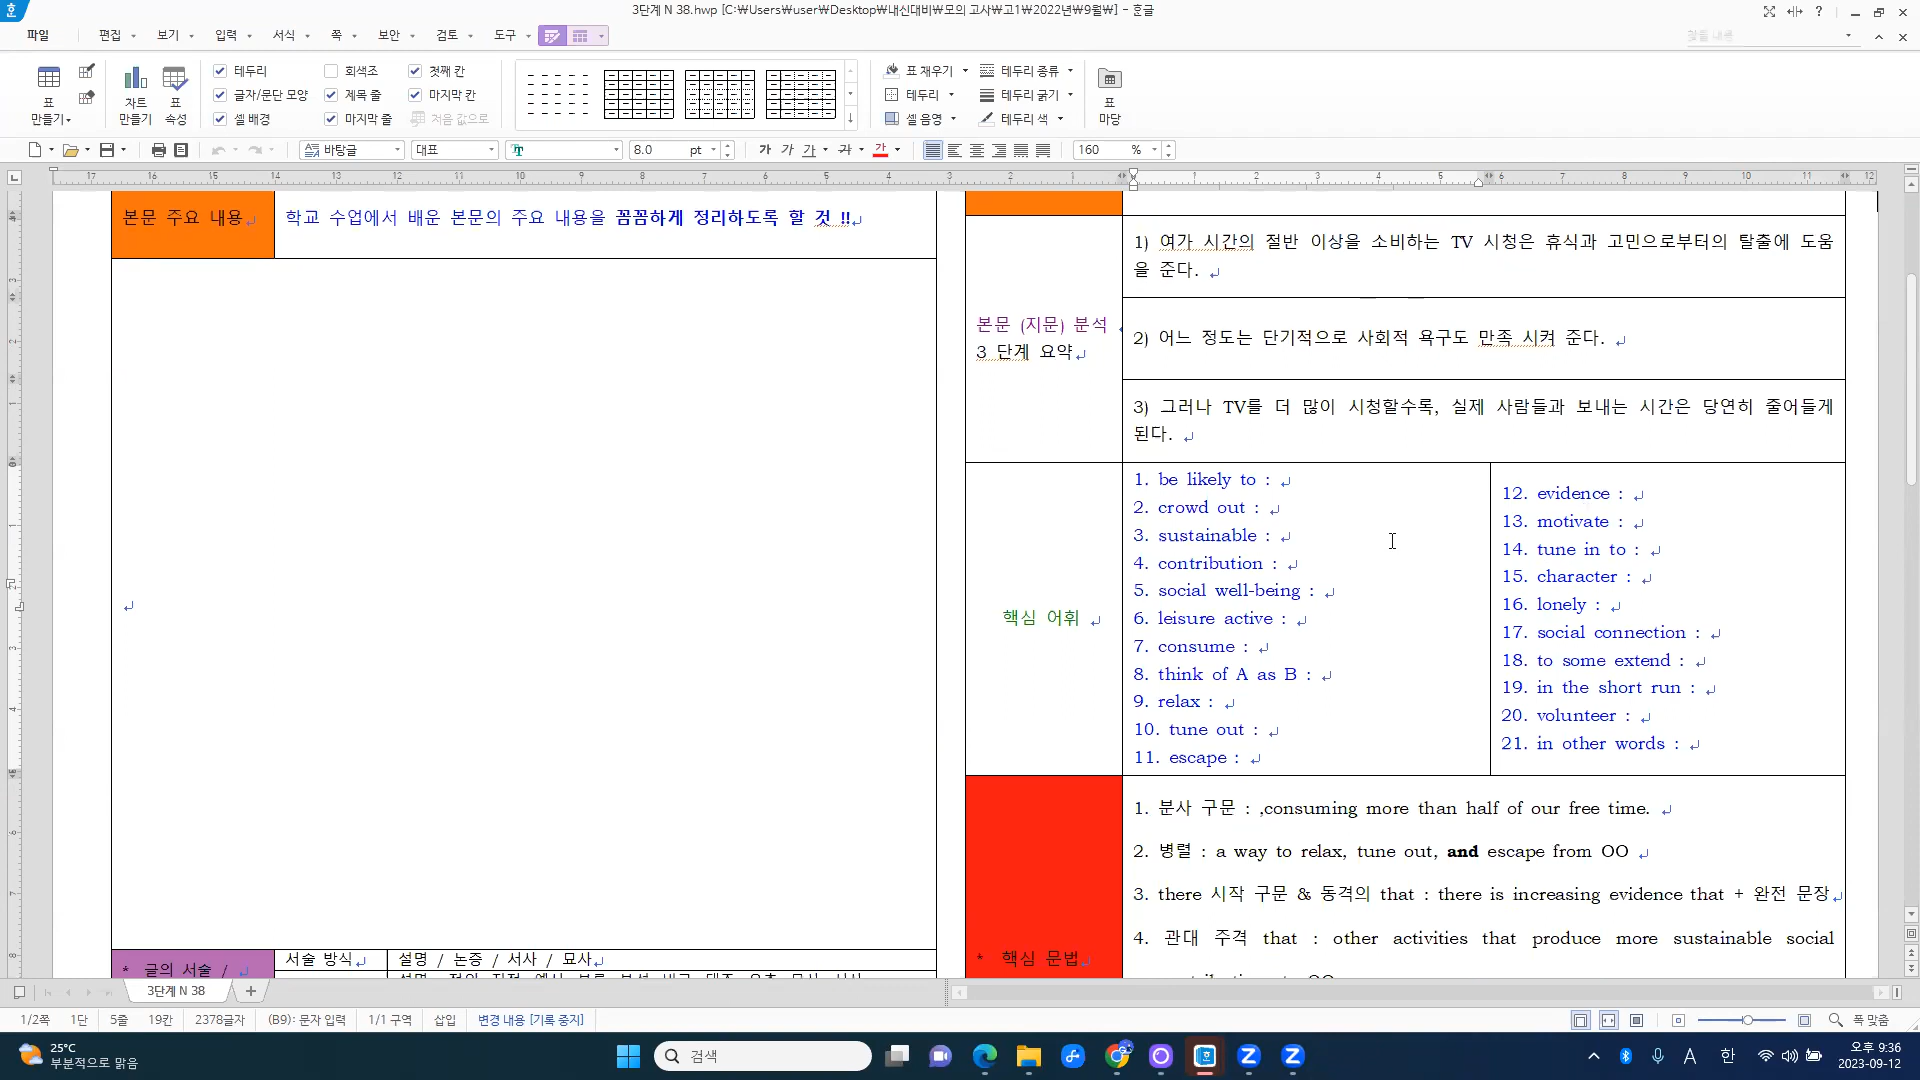 3단계 N 38.hwp [C:￦Users￦user￦Desktop￦내신대비￦모의 고사￦고1￦2022년￦9월￦] - 한글
파일 편집 보기 입력 서식 쪽 보안 검토 도구 찾을 내용
표 만들기 차트 만들기 표 속성
테두리 회색조 첫째 칸
글자/문단 모양 제목 줄 마지막 칸
셀 배경 마지막 줄 처음 값으로
표 채우기 테두리 종류
테두리 테두리 굵기
셀 음영 테두리 색
표 마당
바탕글 대표 8.0 pt 가 가 가 가 가 160 %
본문 주요 내용
학교 수업에서 배운 본문의 주요 내용을 꼼꼼하게 정리하도록 할 것 !!
* 글의 서술 /
서술 방식
설명 / 논증 / 서사 / 묘사
본문 (지문) 분석
3 단계 요약
1) 여가 시간의 절반 이상을 소비하는 TV 시청은 휴식과 고민으로부터의 탈출에 도움
을 준다.
2) 어느 정도는 단기적으로 사회적 욕구도 만족 시켜 준다.
3) 그러나 TV를 더 많이 시청할수록, 실제 사람들과 보내는 시간은 당연히 줄어들게
된다.
핵심 어휘
1. be likely to :
2. crowd out :
3. sustainable :
4. contribution :
5. social well-being :
6. leisure active :
7. consume :
8. think of A as B :
9. relax :
10. tune out :
11. escape :
12. evidence :
13. motivate :
14. tune in to :
15. character :
16. lonely :
17. social connection :
18. to some extend :
19. in the short run :
20. volunteer :
21. in other words :
* 핵심 문법
1. 분사 구문 : ,consuming more than half of our free time.
2. 병렬 : a way to relax, tune out, and escape from OO
3. there 시작 구문 & 동격의 that : there is increasing evidence that + 완전 문장
4. 관대 주격 that : other activities that produce more sustainable social
3단계 N 38
1/2쪽 1단 5줄 19칸 2378글자 (B9): 문자 입력 1/1 구역 삽입 변경 내용 [기록 중지] 폭 맞춤
25°C
부분적으로 맑음
검색
A 한
오후 9:36
2023-09-12